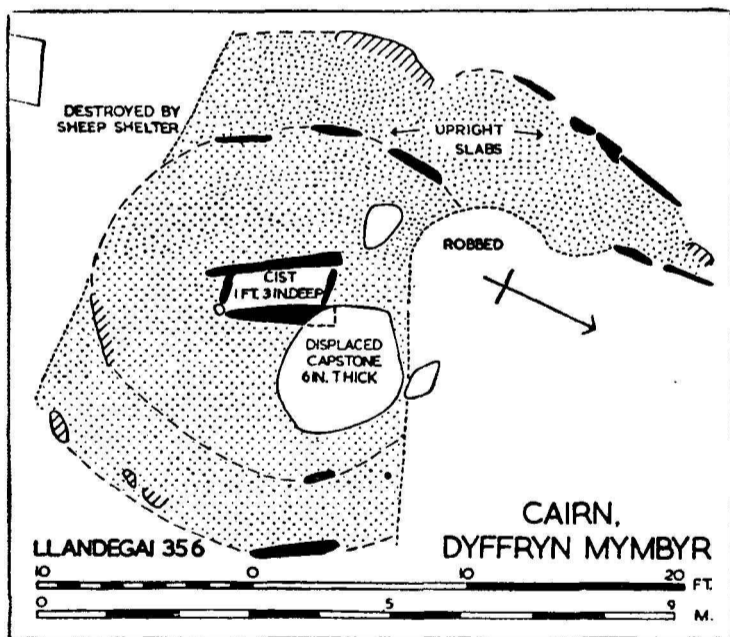 DESTROYED BY
SHEEP SHELTER
UPRIGHT
SLABS
ROBBED
CIST
1 FT. 3 IN. DEEP
DISPLACED
CAPSTONE
6 IN. THICK
CAIRN,
DYFFRYN MYMBYR
LLANDEGAI 356
10 0 10 20 FT.
0 5 9 M.